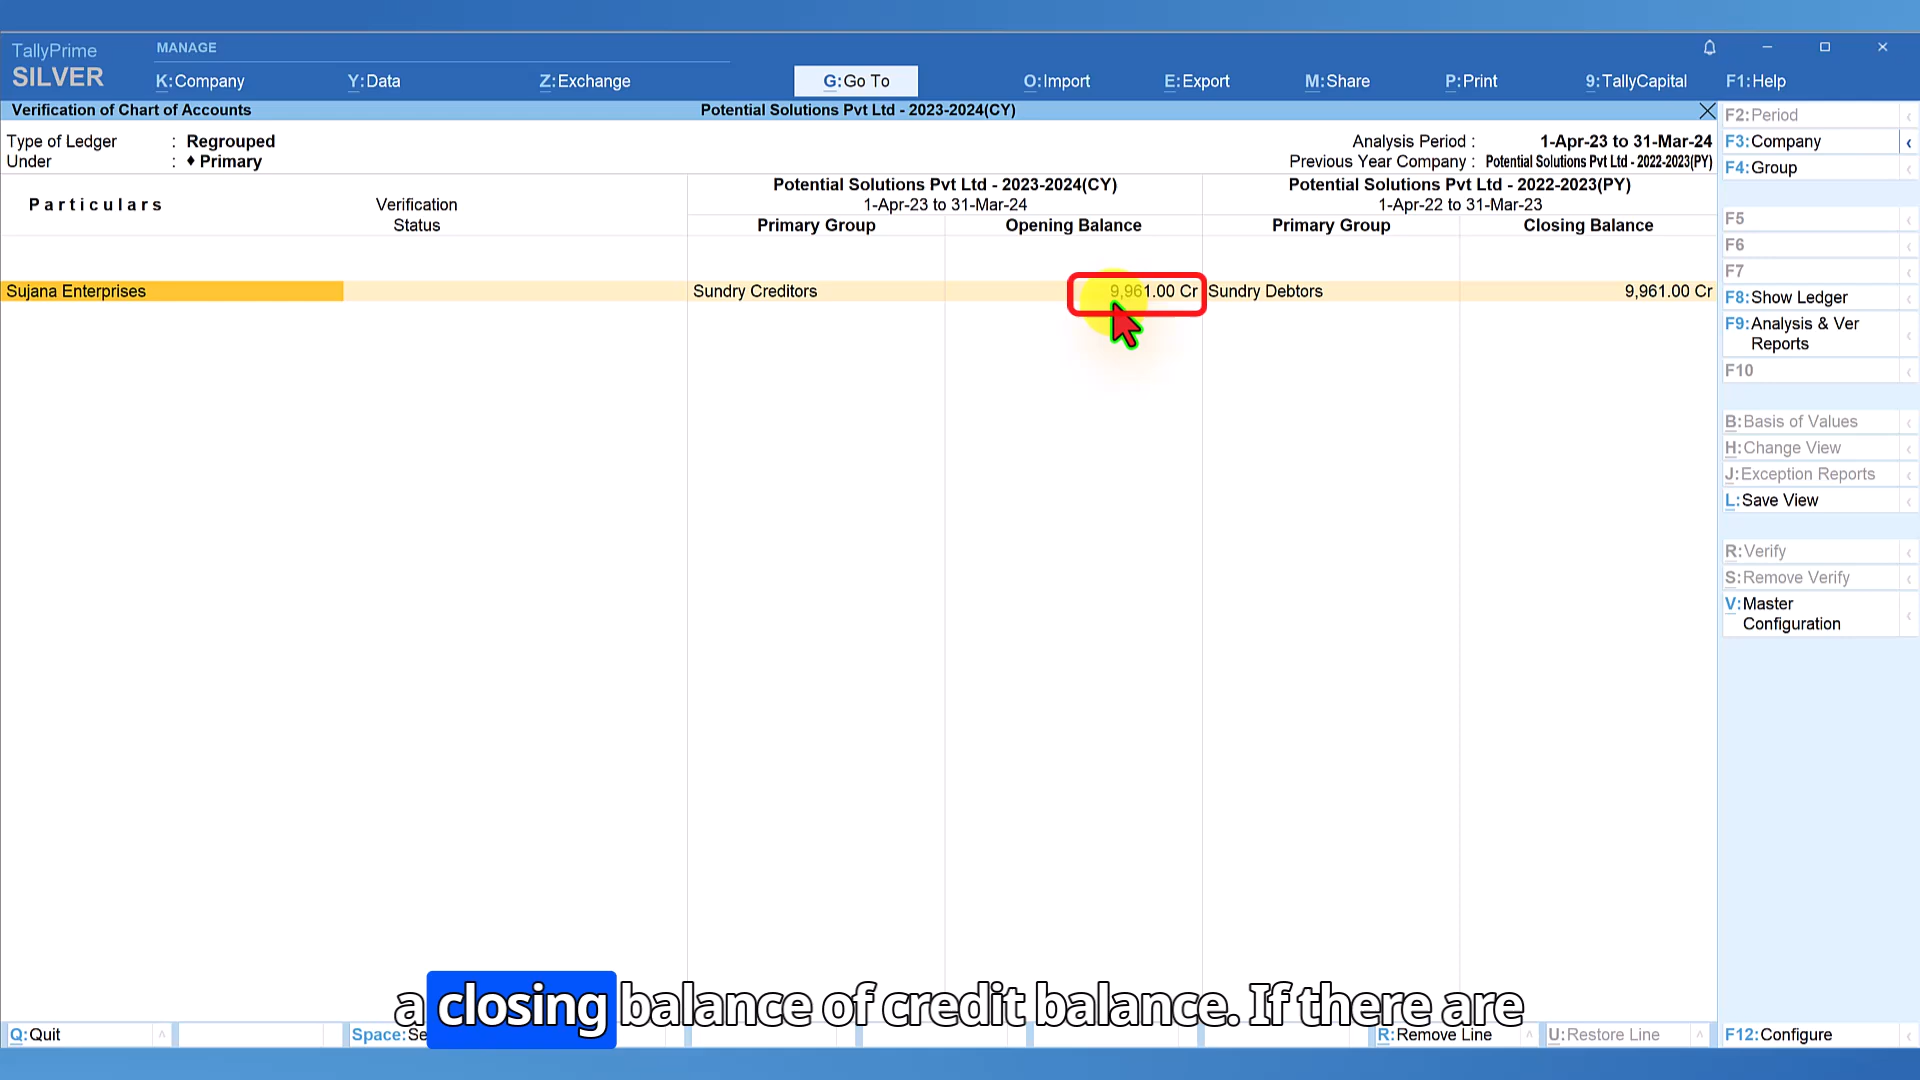 TallyPrime
SILVER
MANAGE
K:Company Y:Data Z:Exchange G:Go To O:Import E:Export M:Share P:Print 9:TallyCapital F1:Help
Verification of Chart of Accounts Potential Solutions Pvt Ltd - 2023-2024(CY)
Type of Ledger : Regrouped Analysis Period : 1-Apr-23 to 31-Mar-24
Under : ♦ Primary Previous Year Company : Potential Solutions Pvt Ltd - 2022-2023(PY)
Particulars Verification Status
Potential Solutions Pvt Ltd - 2023-2024(CY) Potential Solutions Pvt Ltd - 2022-2023(PY)
1-Apr-23 to 31-Mar-24 1-Apr-22 to 31-Mar-23
Primary Group Opening Balance Primary Group Closing Balance
Sujana Enterprises Sundry Creditors 9,961.00 Cr Sundry Debtors 9,961.00 Cr
F2:Period
F3:Company
F4:Group
F5
F6
F7
F8:Show Ledger
F9:Analysis & Ver
Reports
F10
B:Basis of Values
H:Change View
J:Exception Reports
L:Save View
R:Verify
S:Remove Verify
V:Master
Configuration
a closing balance of credit balance. If there are
Q:Quit Space:Se R:Remove Line U:Restore Line F12:Configure